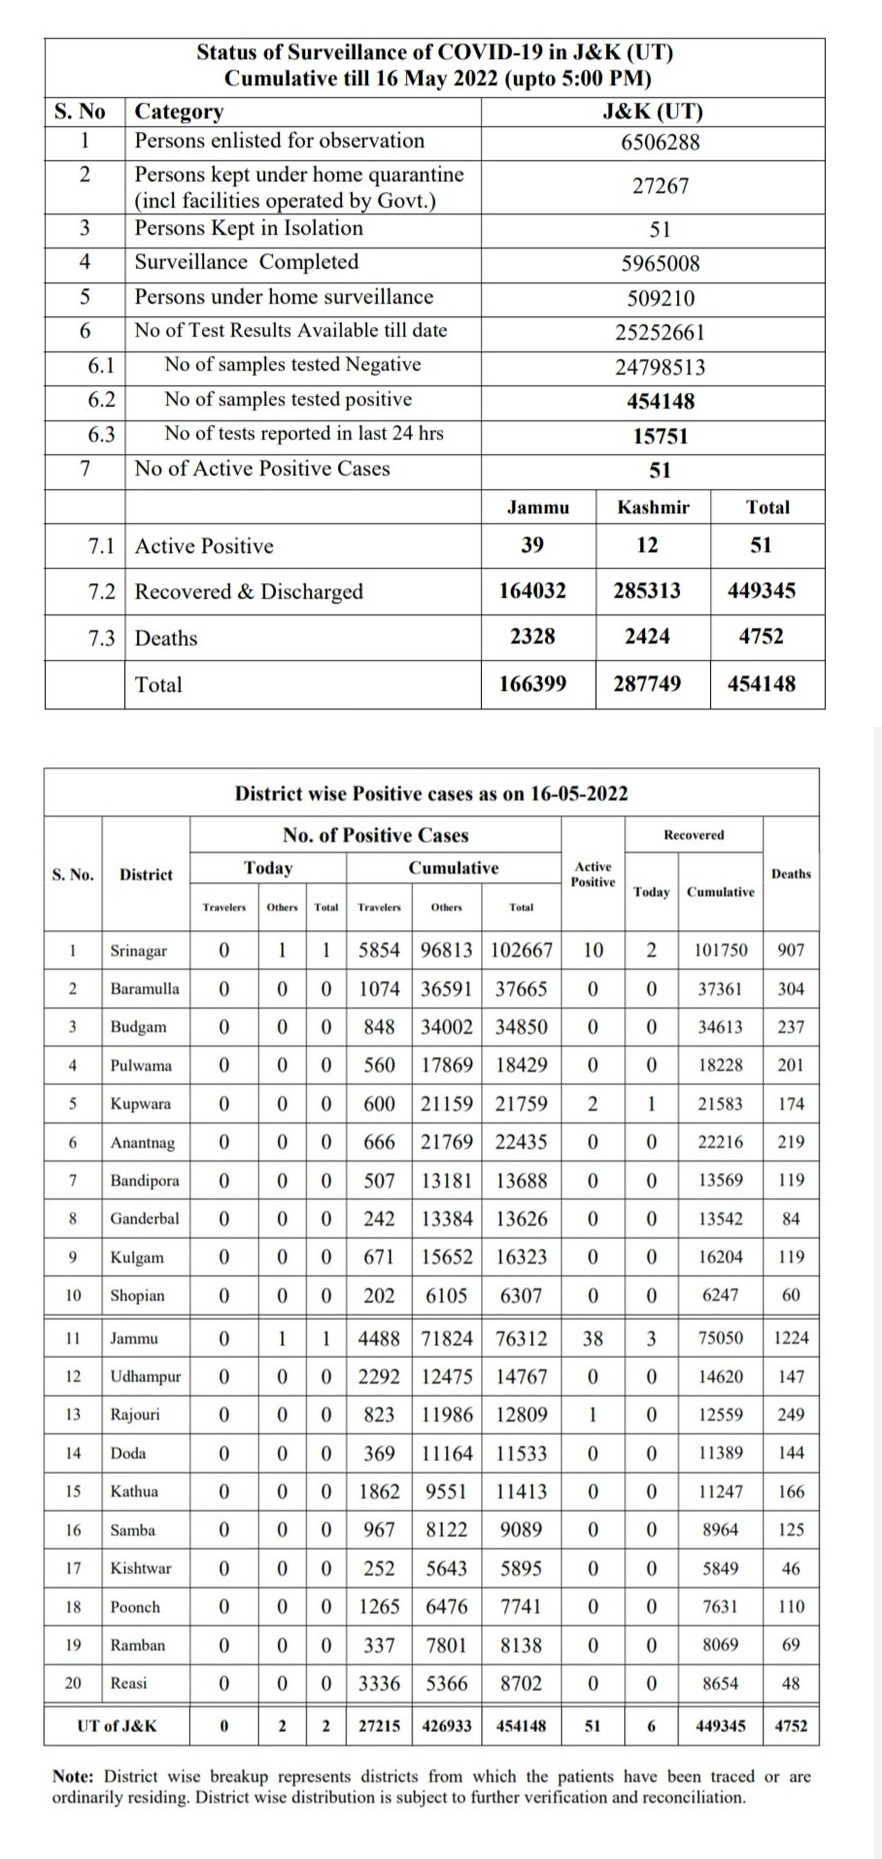 Status of Surveillance of COVID-19 in J&K (UT)
Cumulative till 16 May 2022 (upto 5:00 PM)
S. No Category J&K (UT)
1 Persons enlisted for observation 6506288
2 Persons kept under home quarantine
(incl facilities operated by Govt.) 27267
3 Persons Kept in Isolation 51
4 Surveillance Completed 5965008
5 Persons under home surveillance 509210
6 No of Test Results Available till date 25252661
6.1 No of samples tested Negative 24798513
6.2 No of samples tested positive 454148
6.3 No of tests reported in last 24 hrs 15751
7 No of Active Positive Cases 51
Jammu Kashmir Total
7.1 Active Positive 39 12 51
7.2 Recovered & Discharged 164032 285313 449345
7.3 Deaths 2328 2424 4752
Total 166399 287749 454148
District wise Positive cases as on 16-05-2022
No. of Positive Cases Recovered
S. No. District Today Cumulative Active Positive Deaths
Today Cumulative
Travelers Others Total Travelers Others Total
1 Srinagar 0 1 1 5854 96813 102667 10 2 101750 907
2 Baramulla 0 0 0 1074 36591 37665 0 0 37361 304
3 Budgam 0 0 0 848 34002 34850 0 0 34613 237
4 Pulwama 0 0 0 560 17869 18429 0 0 18228 201
5 Kupwara 0 0 0 600 21159 21759 2 1 21583 174
6 Anantnag 0 0 0 666 21769 22435 0 0 22216 219
7 Bandipora 0 0 0 507 13181 13688 0 0 13569 119
8 Ganderbal 0 0 0 242 13384 13626 0 0 13542 84
9 Kulgam 0 0 0 671 15652 16323 0 0 16204 119
10 Shopian 0 0 0 202 6105 6307 0 0 6247 60
11 Jammu 0 1 1 4488 71824 76312 38 3 75050 1224
12 Udhampur 0 0 0 2292 12475 14767 0 0 14620 147
13 Rajouri 0 0 0 823 11986 12809 1 0 12559 249
14 Doda 0 0 0 369 11164 11533 0 0 11389 144
15 Kathua 0 0 0 1862 9551 11413 0 0 11247 166
16 Samba 0 0 0 967 8122 9089 0 0 8964 125
17 Kishtwar 0 0 0 252 5643 5895 0 0 5849 46
18 Poonch 0 0 0 1265 6476 7741 0 0 7631 110
19 Ramban 0 0 0 337 7801 8138 0 0 8069 69
20 Reasi 0 0 0 3336 5366 8702 0 0 8654 48
UT of J&K 0 2 2 27215 426933 454148 51 6 449345 4752
Note: District wise breakup represents districts from which the patients have been traced or are
ordinarily residing. District wise distribution is subject to further verification and reconciliation.